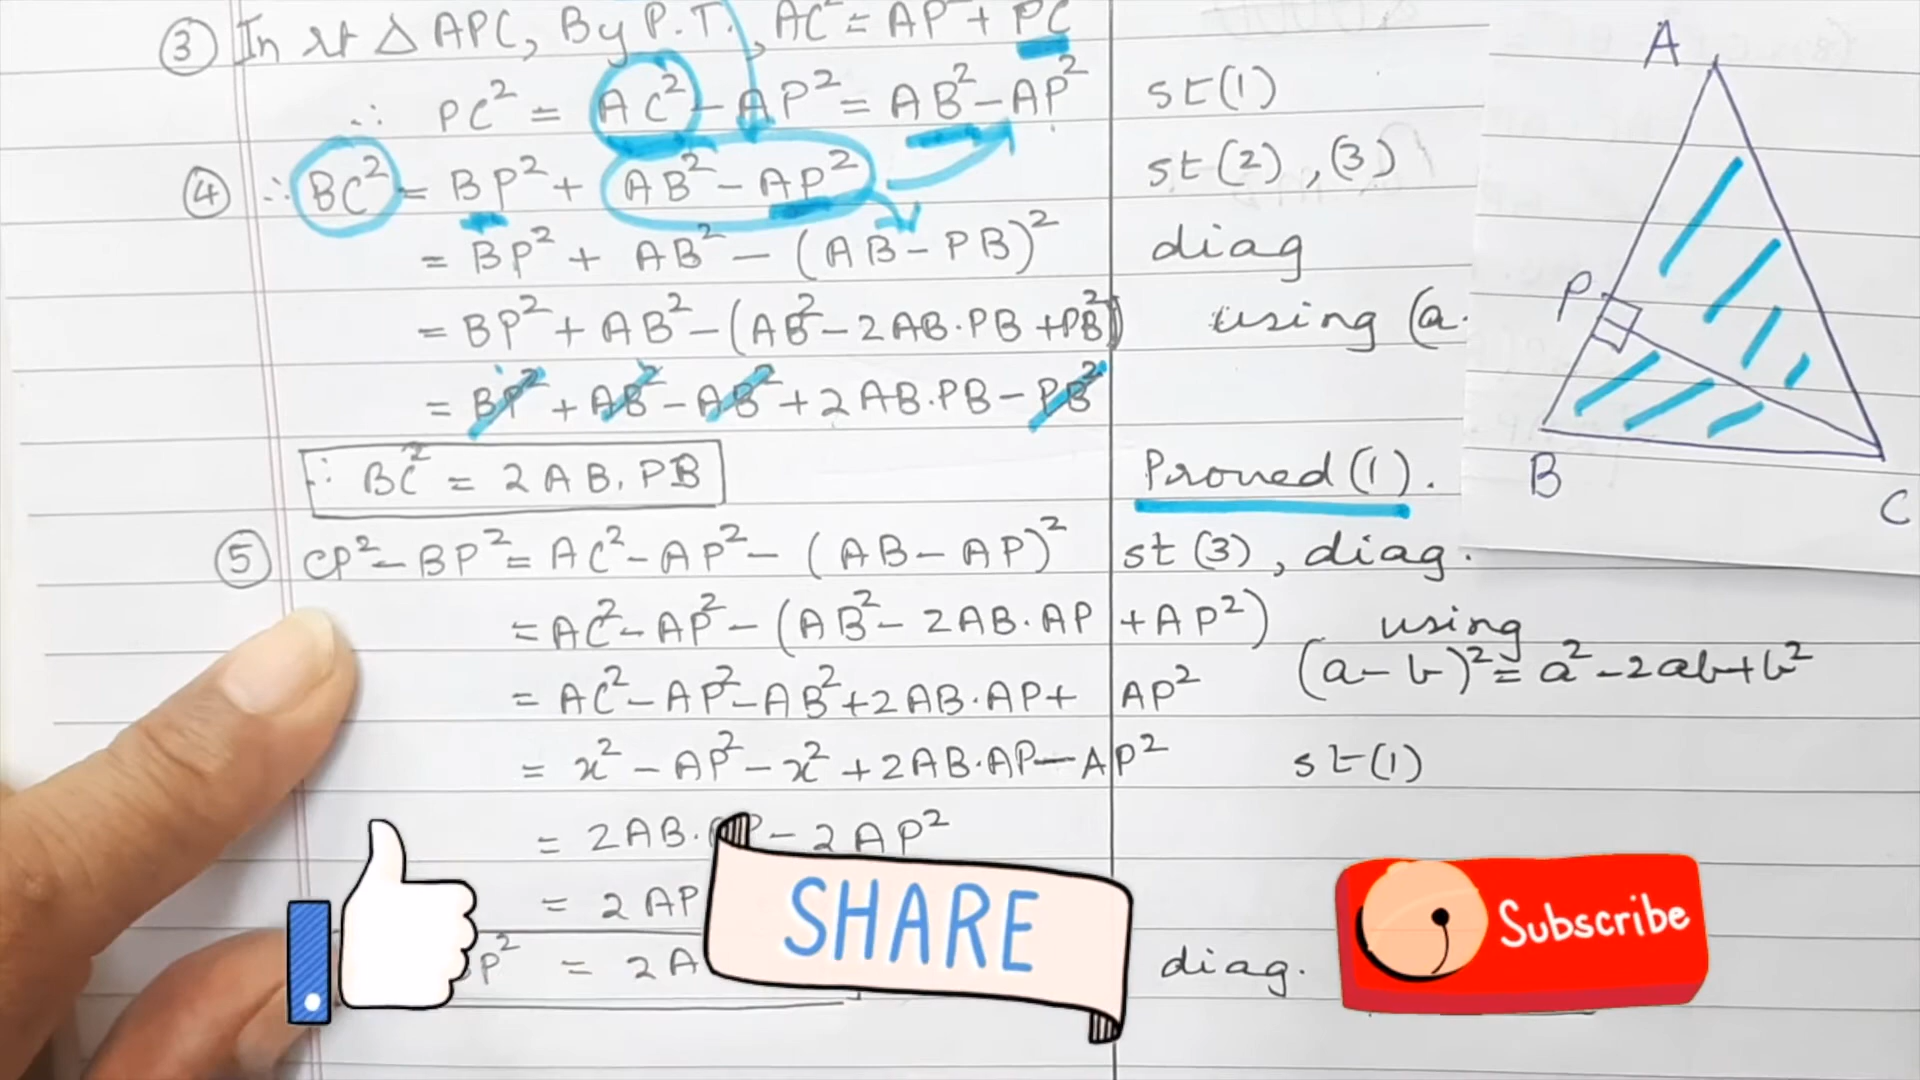 ③ In rt Δ APC, By P.T., AC² = AP² + PC
∴ PC² = AC² - AP² = AB² - AP² st(1)
④ ∴ BC² = BP² + AB² - AP² st(2), (3)
= BP² + AB² - (AB - PB)² diag
= BP² + AB² - (AB² - 2AB·PB + PB²) using (a-
= BP² + AB² - AB² + 2AB·PB - PB²
∴ BC² = 2AB.PB Proved (1).
⑤ CP² - BP² = AC² - AP² - (AB - AP)² st(3), diag.
= AC² - AP² - (AB² - 2AB·AP + AP²) using
(a-b)² = a² - 2ab + b²
= AC² - AP² - AB² + 2AB·AP + AP²
= x² - AP² - x² + 2AB·AP - AP² st(1)
= 2AB·AP - 2AP²
= 2AP
BP² = 2A diag.
A
P
B
C
SHARE
Subscribe